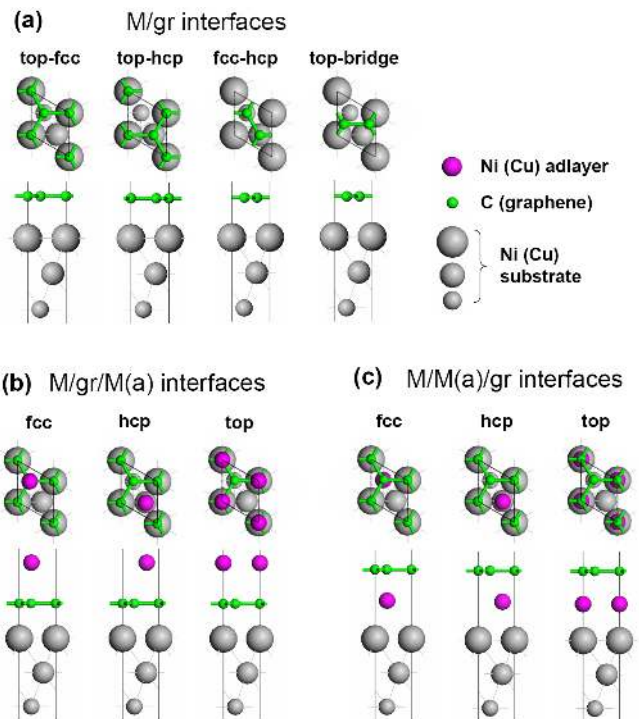 (a) M/gr interfaces
top-fcc top-hcp fcc-hcp top-bridge
Ni (Cu) adlayer
C (graphene)
Ni (Cu)
substrate
(b) M/gr/M(a) interfaces
fcc hcp top
(c) M/M(a)/gr interfaces
fcc hcp top